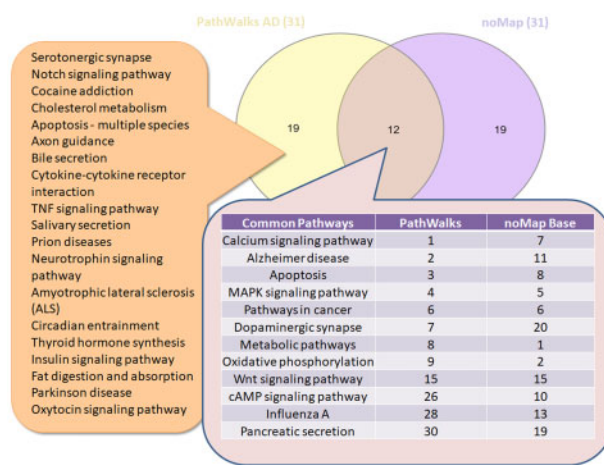 PathWalks AD (31)
noMap (31)
19
12
19
Serotonergic synapse
Notch signaling pathway
Cocaine addiction
Cholesterol metabolism
Apoptosis - multiple species
Axon guidance
Bile secretion
Cytokine-cytokine receptor
interaction
TNF signaling pathway
Salivary secretion
Prion diseases
Neurotrophin signaling
pathway
Amyotrophic lateral sclerosis
(ALS)
Circadian entrainment
Thyroid hormone synthesis
Insulin signaling pathway
Fat digestion and absorption
Parkinson disease
Oxytocin signaling pathway
Common Pathways PathWalks noMap Base
Calcium signaling pathway 1 7
Alzheimer disease 2 11
Apoptosis 3 8
MAPK signaling pathway 4 5
Pathways in cancer 6 6
Dopaminergic synapse 7 20
Metabolic pathways 8 1
Oxidative phosphorylation 9 2
Wnt signaling pathway 15 15
cAMP signaling pathway 26 10
Influenza A 28 13
Pancreatic secretion 30 19